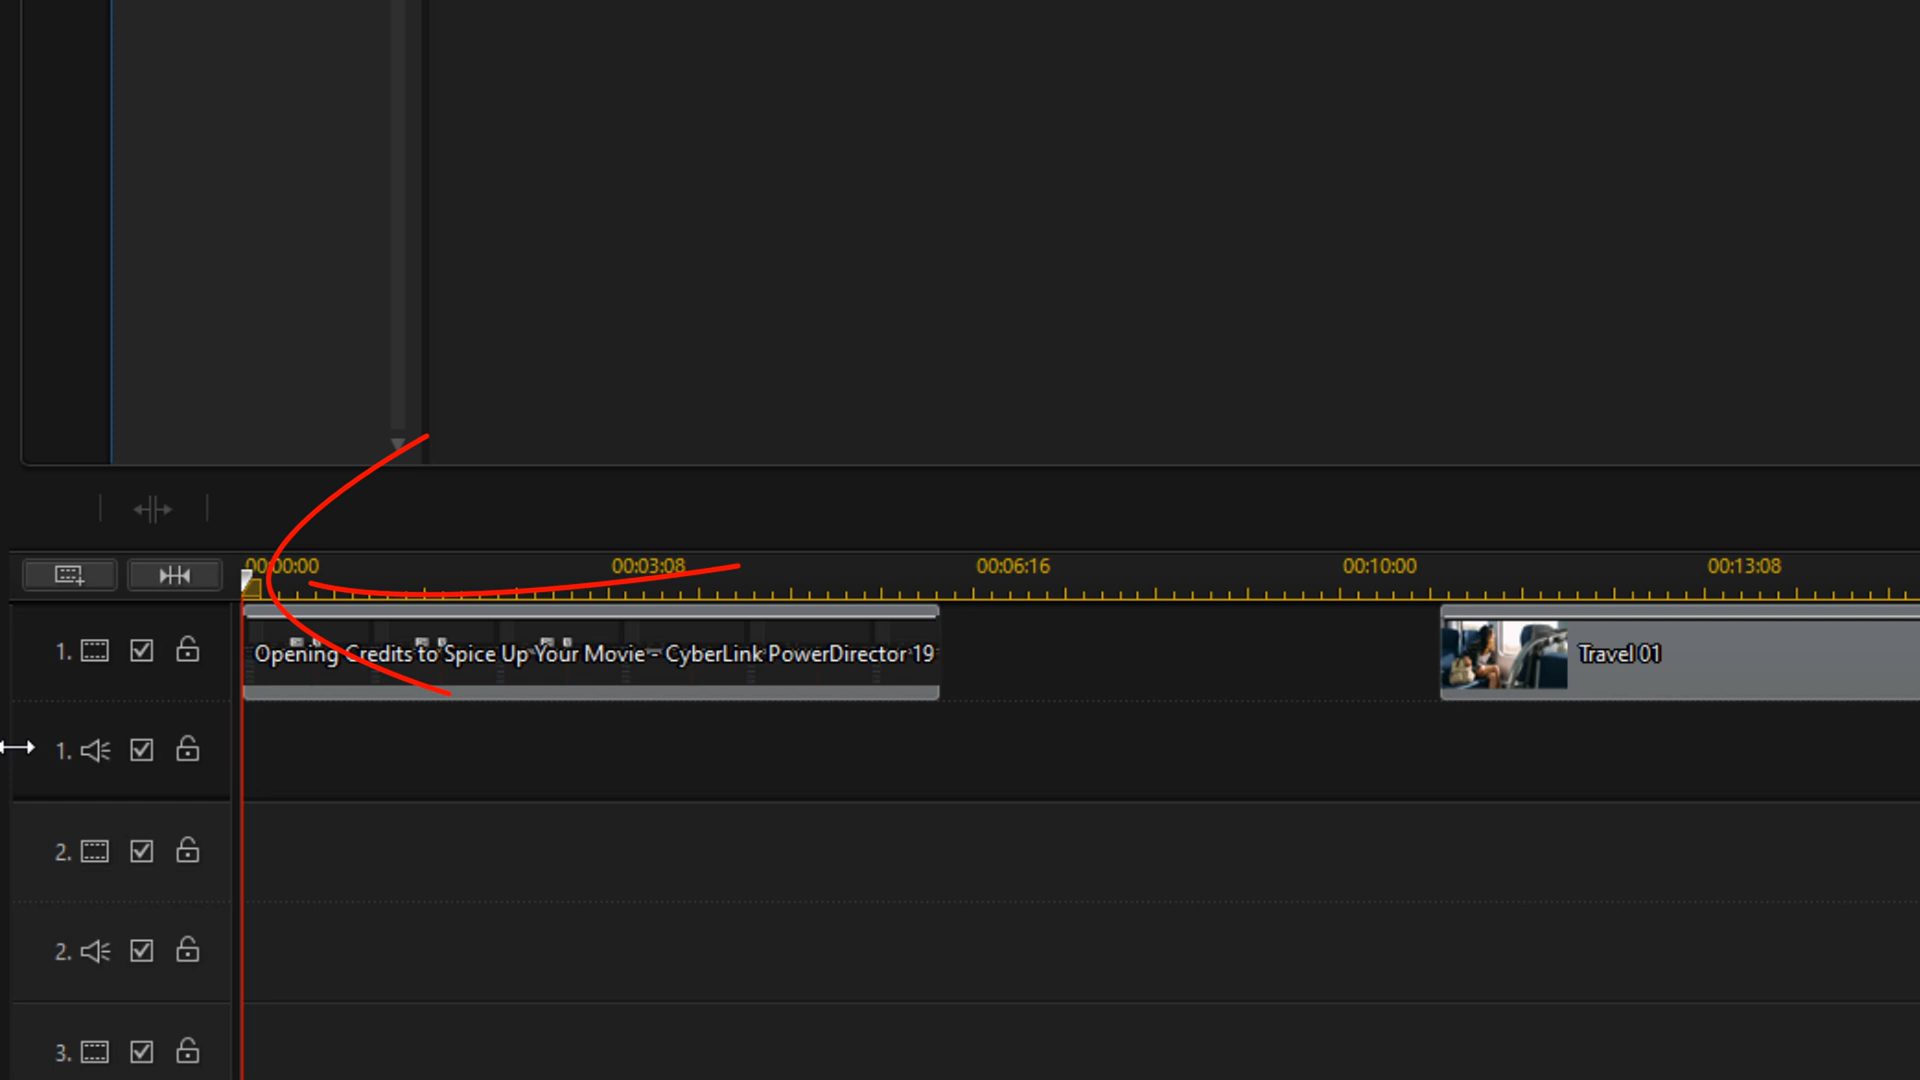 00:00:00 00:03:08 00:06:16 00:10:00 00:13:08
1. Opening Credits to Spice Up Your Movie - CyberLink PowerDirector 19 Travel 01
1.
2.
2.
3.